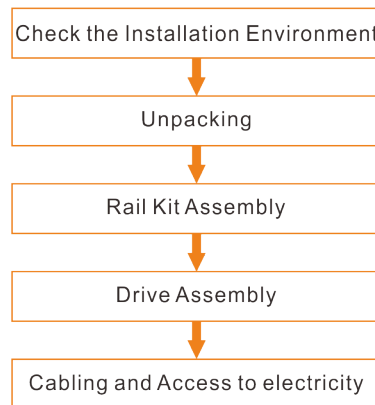 Check the Installation Environment
Unpacking
Rail Kit Assembly
Drive Assembly
Cabling and Access to electricity